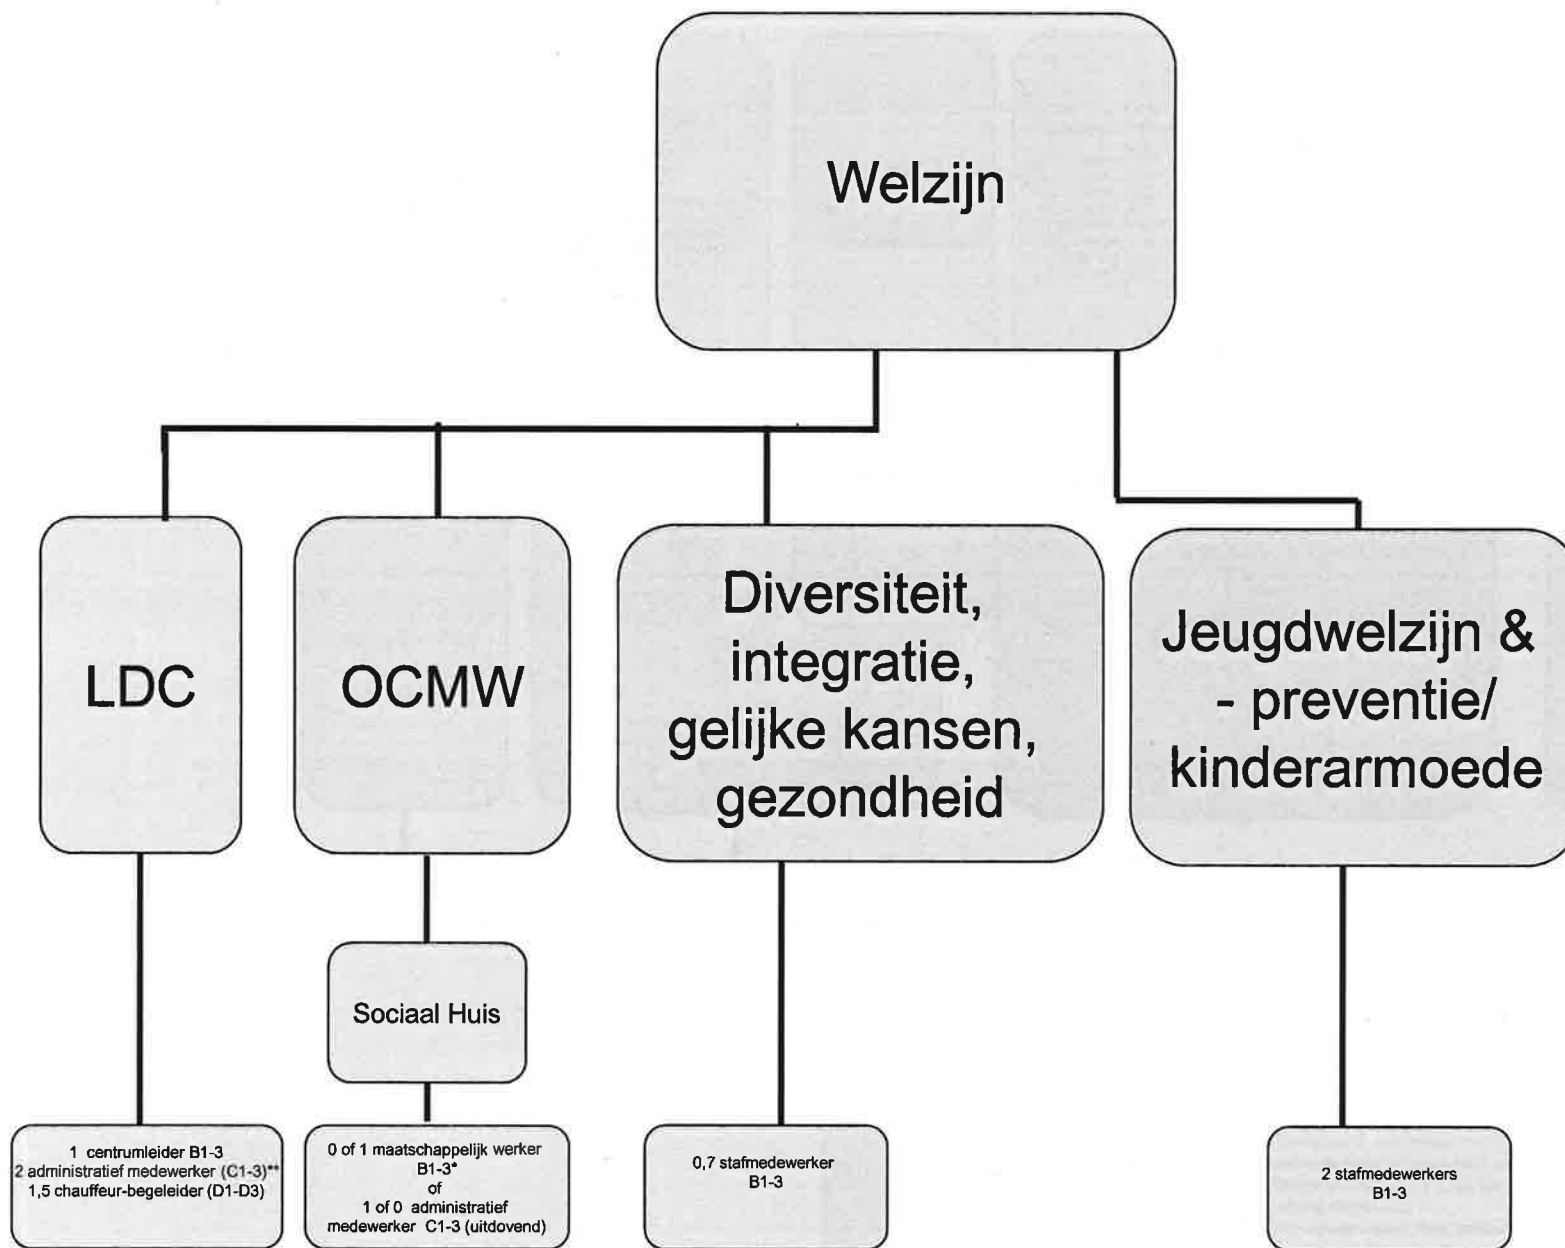 Welzijn
LDC
OCMW
Diversiteit,
integratie,
gelijke kansen,
gezondheid
Jeugdwelzijn &
- preventie/
kinderarmoede
Sociaal Huis
1 centrumleider B1-3
2 administratief medewerker (C1-3)**
1,5 chauffeur-begeleider (D1-D3)
0 of 1 maatschappelijk werker
B1-3*
of
1 of 0 administratief
medewerker C1-3 (uitdovend)
0,7 stafmedewerker
B1-3
2 stafmedewerkers
B1-3